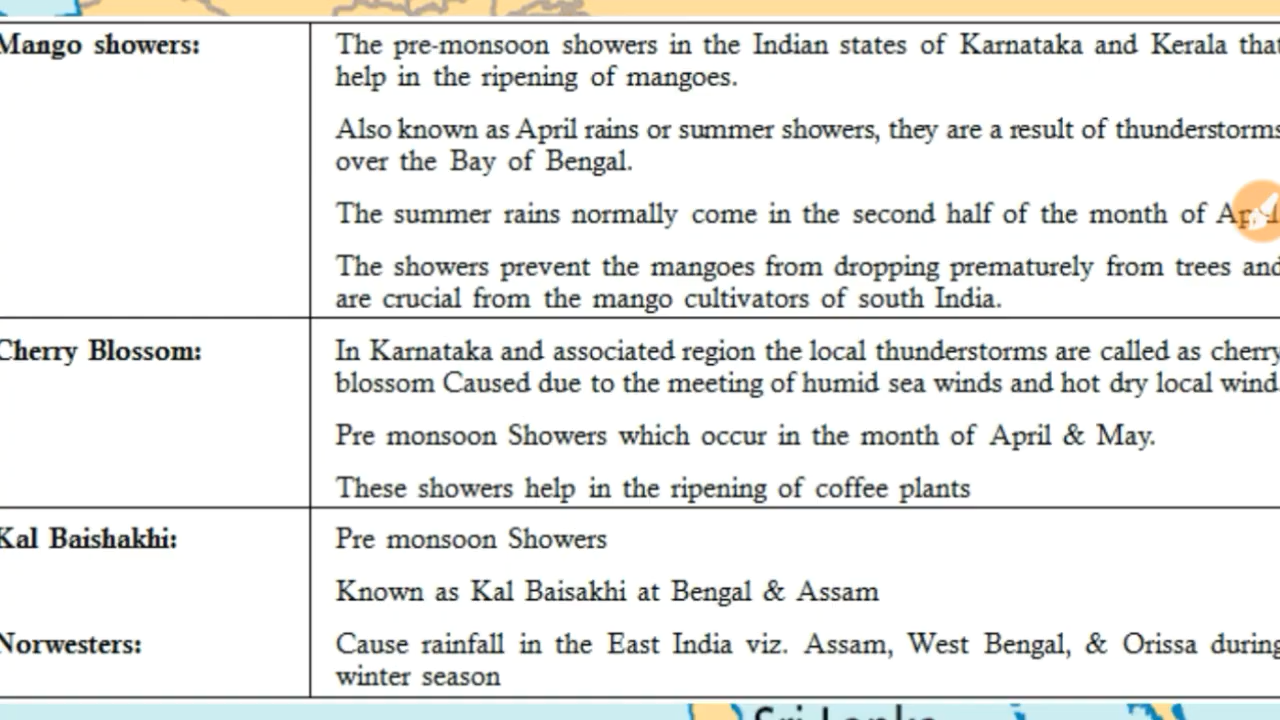 Mango showers:
The pre-monsoon showers in the Indian states of Karnataka and Kerala that
help in the ripening of mangoes.
Also known as April rains or summer showers, they are a result of thunderstorms
over the Bay of Bengal.
The summer rains normally come in the second half of the month of April
The showers prevent the mangoes from dropping prematurely from trees and
are crucial from the mango cultivators of south India.
Cherry Blossom:
In Karnataka and associated region the local thunderstorms are called as cherry
blossom Caused due to the meeting of humid sea winds and hot dry local wind
Pre monsoon Showers which occur in the month of April & May.
These showers help in the ripening of coffee plants
Kal Baishakhi:
Pre monsoon Showers
Known as Kal Baisakhi at Bengal & Assam
Norwesters:
Cause rainfall in the East India viz. Assam, West Bengal, & Orissa during
winter season
Sri Lanka